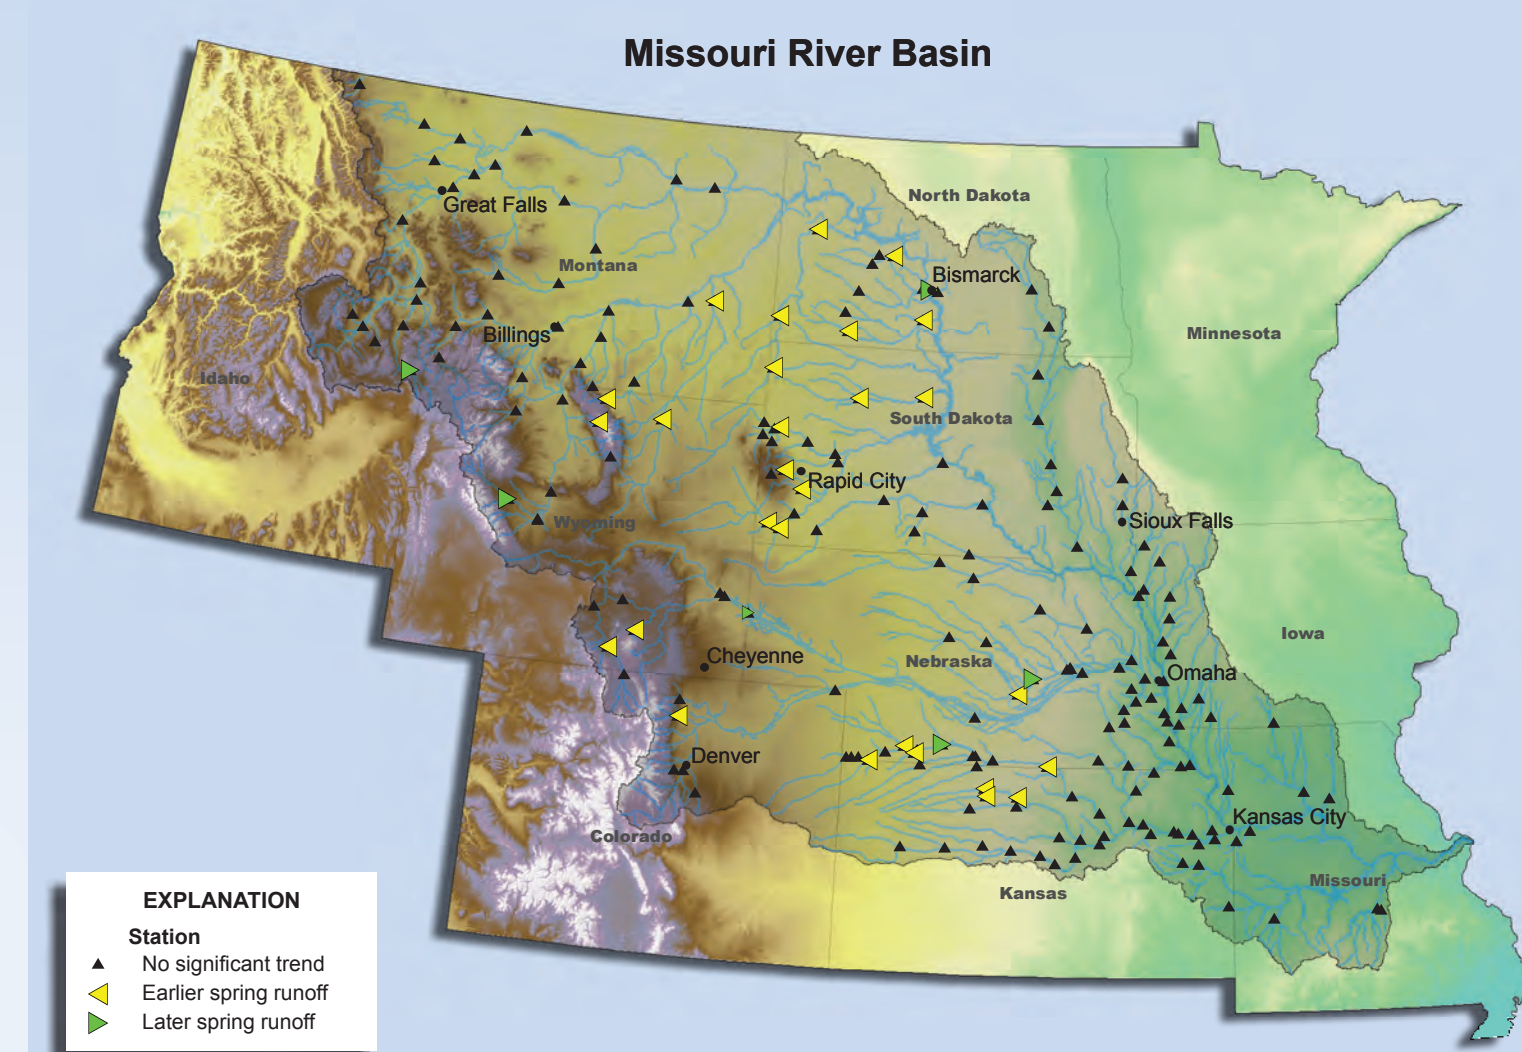 Missouri River Basin
North Dakota
Great Falls
Montana
Bismarck
Minnesota
Billings
Idaho
South Dakota
Rapid City
Wyoming
Sioux Falls
Iowa
Cheyenne
Nebraska
Omaha
Denver
Kansas City
Colorado
Missouri
Kansas
EXPLANATION
Station
No significant trend
Earlier spring runoff
Later spring runoff